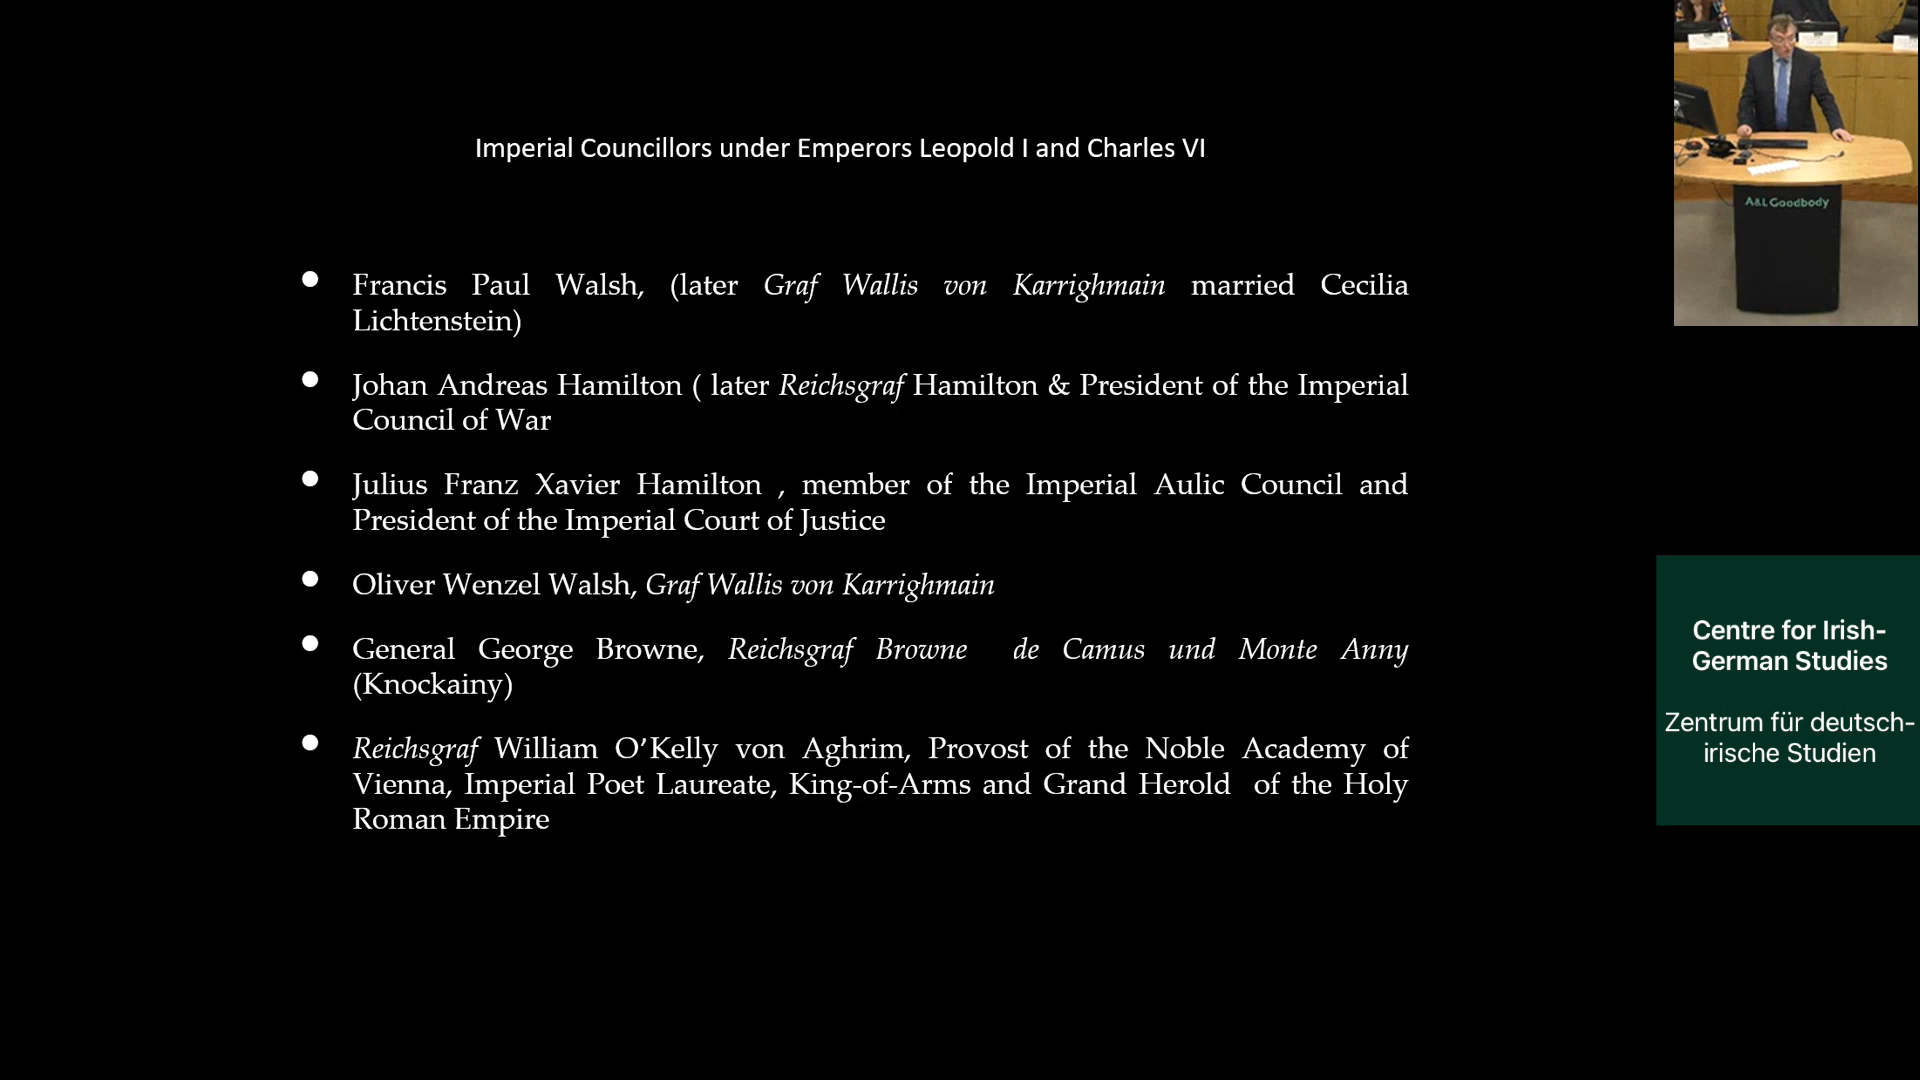 Imperial Councillors under Emperors Leopold I and Charles VI
Francis Paul Walsh, (later Graf Wallis von Karrighmain married Cecilia
Lichtenstein)
Johan Andreas Hamilton ( later Reichsgraf Hamilton & President of the Imperial
Council of War
Julius Franz Xavier Hamilton , member of the Imperial Aulic Council and
President of the Imperial Court of Justice
Oliver Wenzel Walsh, Graf Wallis von Karrighmain
General George Browne, Reichsgraf Browne de Camus und Monte Anny
(Knockainy)
Reichsgraf William O’Kelly von Aghrim, Provost of the Noble Academy of
Vienna, Imperial Poet Laureate, King-of-Arms and Grand Herold of the Holy
Roman Empire
A&L Goodbody
Centre for Irish-
German Studies
Zentrum für deutsch-
irische Studien